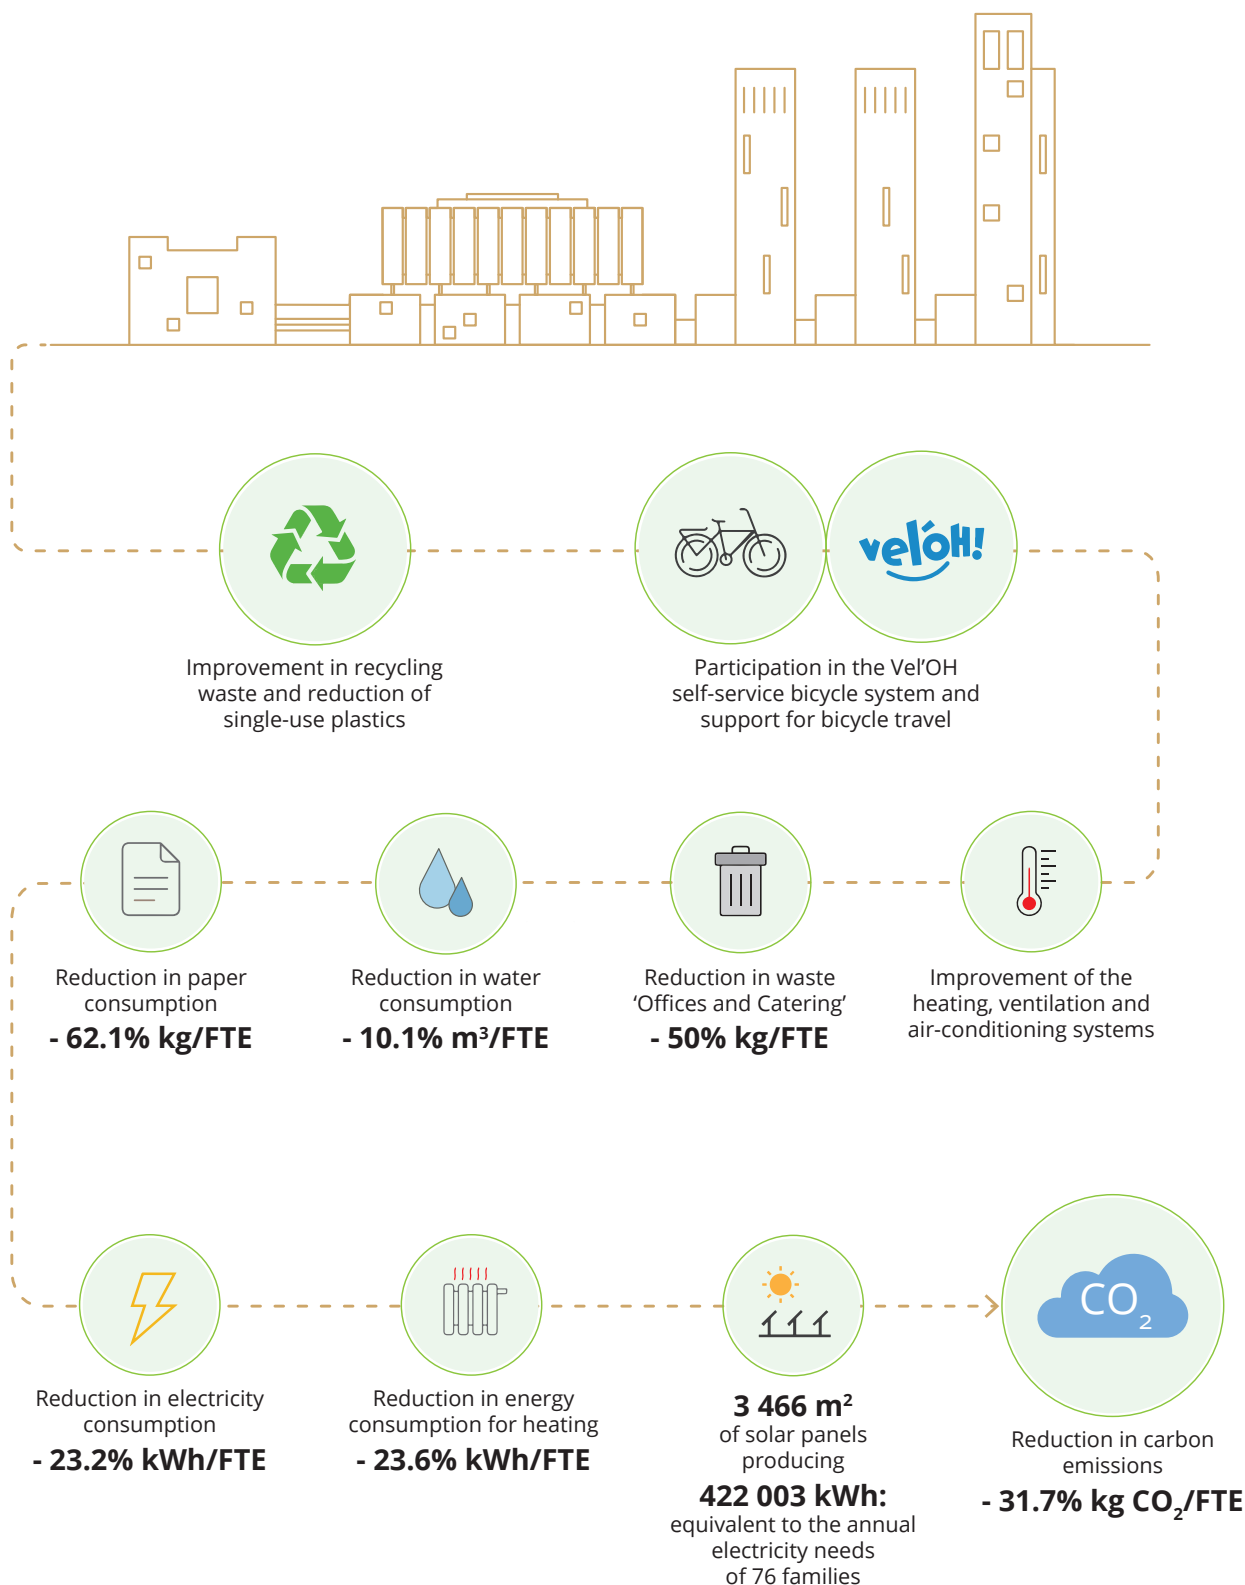 vel'OH!
Improvement in recycling
waste and reduction of
single-use plastics
Participation in the Vel’OH
self-service bicycle system and
support for bicycle travel
Reduction in paper
consumption
- 62.1% kg/FTE
Reduction in water
consumption
- 10.1% m³/FTE
Reduction in waste
‘Offices and Catering’
- 50% kg/FTE
Improvement of the
heating, ventilation and
air-conditioning systems
CO₂
Reduction in electricity
consumption
- 23.2% kWh/FTE
Reduction in energy
consumption for heating
- 23.6% kWh/FTE
3 466 m²
of solar panels
producing
422 003 kWh:
equivalent to the annual
electricity needs
of 76 families
Reduction in carbon
emissions
- 31.7% kg CO₂/FTE